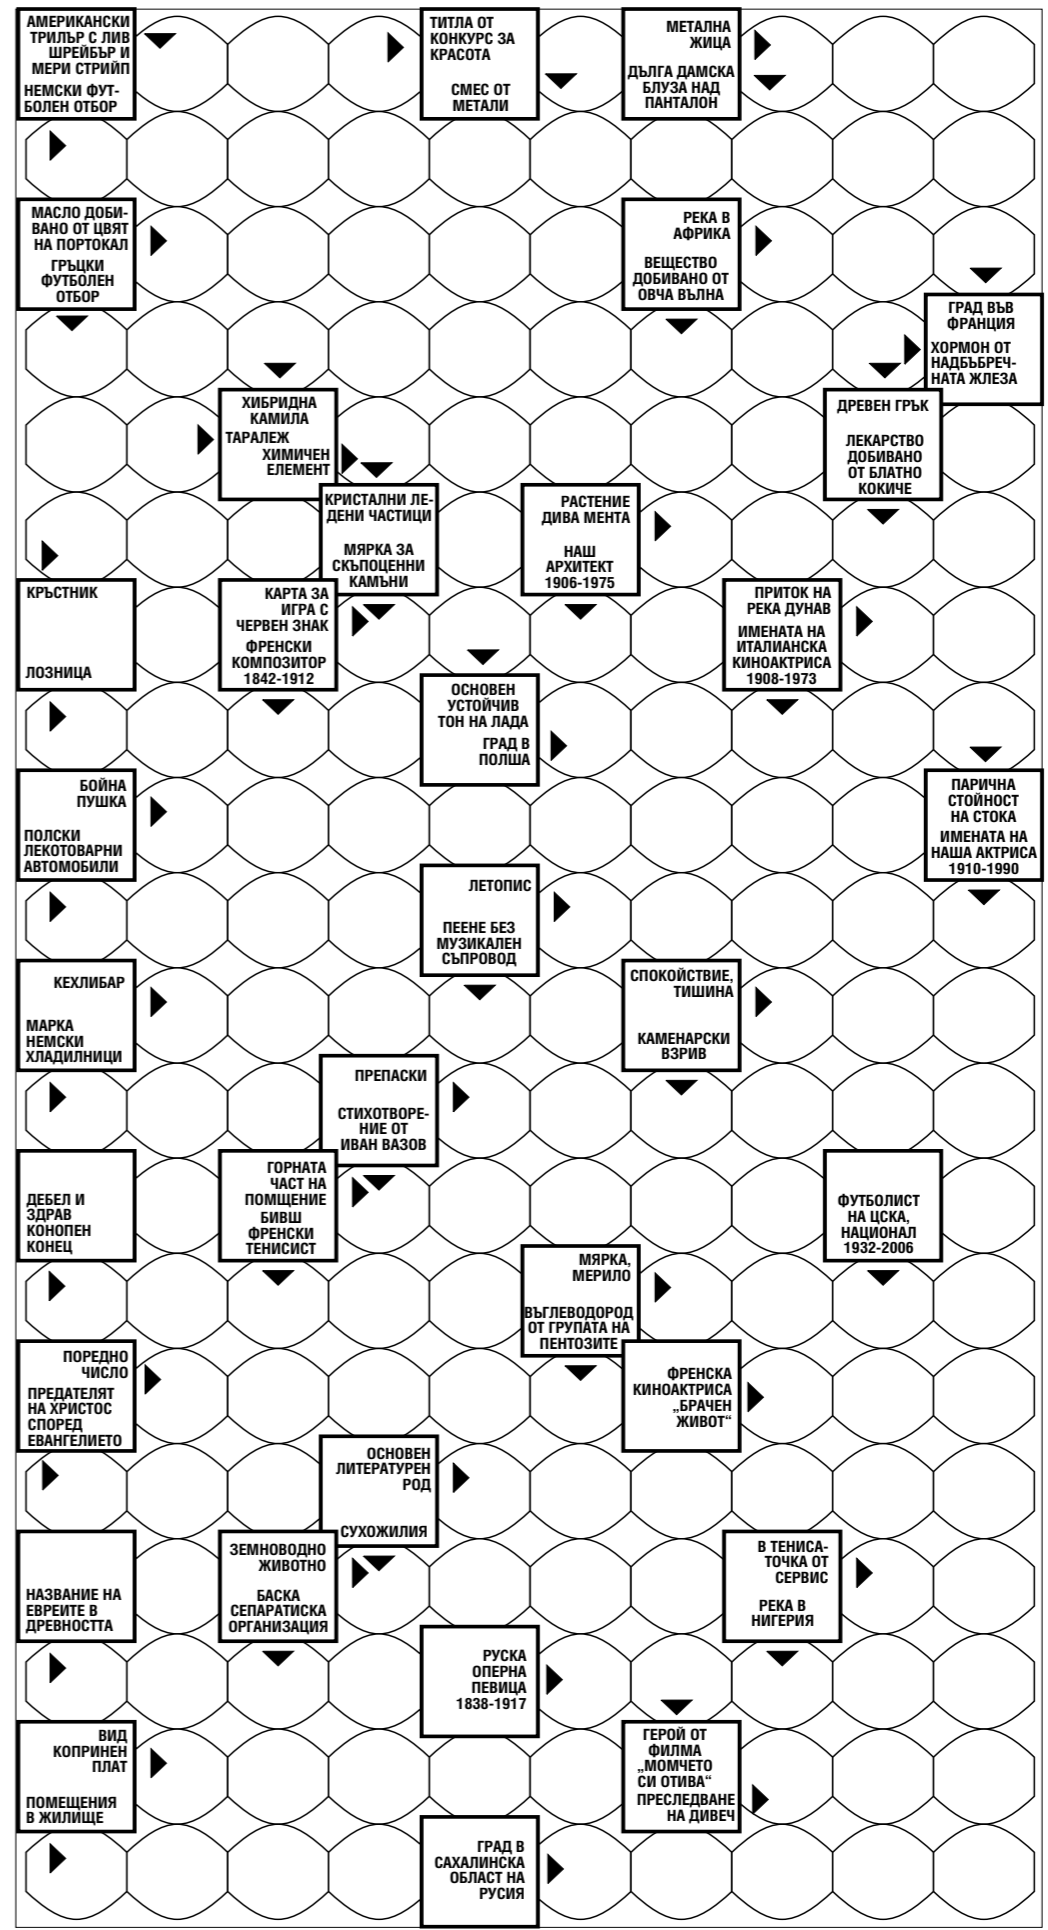 АМЕРИКАНСКИ
ТРИЛЪР С ЛИВ
ШРЕЙБЪР И
МЕРИ СТРИЙП
НЕМСКИ ФУТ-
БОЛЕН ОТБОР
ТИТЛА ОТ
КОНКУРС ЗА
КРАСОТА
СМЕС ОТ
МЕТАЛИ
МЕТАЛНА
ЖИЦА
ДЪЛГА ДАМСКА
БЛУЗА НАД
ПАНТАЛОН
МАСЛО ДОБИ-
ВАНО ОТ ЦВЯТ
НА ПОРТОКАЛ
ГРЪЦКИ
ФУТБОЛЕН
ОТБОР
РЕКА В
АФРИКА
ВЕЩЕСТВО
ДОБИВАНО ОТ
ОВЧА ВЪЛНА
ГРАД ВЪВ
ФРАНЦИЯ
ХОРМОН ОТ
НАДБЪБРЕЧ-
НАТА ЖЛЕЗА
ХИБРИДНА
КАМИЛА
ТАРАЛЕЖ
ХИМИЧЕН
ЕЛЕМЕНТ
ДРЕВЕН ГРЪК
ЛЕКАРСТВО
ДОБИВАНО
ОТ БЛАТНО
КОКИЧЕ
КРИСТАЛНИ ЛЕ-
ДЕНИ ЧАСТИЦИ
МЯРКА ЗА
СКЪПОЦЕННИ
КАМЪНИ
РАСТЕНИЕ
ДИВА МЕНТА
НАШ
АРХИТЕКТ
1906-1975
КРЪСТНИК
ЛОЗНИЦА
КАРТА ЗА
ИГРА С
ЧЕРВЕН ЗНАК
ФРЕНСКИ
КОМПОЗИТОР
1842-1912
ПРИТОК НА
РЕКА ДУНАВ
ИМЕНАТА НА
ИТАЛИАНСКА
КИНОАКТРИСА
1908-1973
ОСНОВЕН
УСТОЙЧИВ
ТОН НА ЛАДА
ГРАД В
ПОЛША
БОЙНА
ПУШКА
ПОЛСКИ
ЛЕКОТОВАРНИ
АВТОМОБИЛИ
ПАРИЧНА
СТОЙНОСТ
НА СТОКА
ИМЕНАТА НА
НАША АКТРИСА
1910-1990
ЛЕТОПИС
ПЕЕНЕ БЕЗ
МУЗИКАЛЕН
СЪПРОВОД
КЕХЛИБАР
МАРКА
НЕМСКИ
ХЛАДИЛНИЦИ
СПОКОЙСТВИЕ,
ТИШИНА
КАМЕНАРСКИ
ВЗРИВ
ПРЕПАСКИ
СТИХОТВОРЕ-
НИЕ ОТ
ИВАН ВАЗОВ
ДЕБЕЛ И
ЗДРАВ
КОНОПЕН
КОНЕЦ
ГОРНАТА
ЧАСТ НА
ПОМЩЕНИЕ
БИВШ
ФРЕНСКИ
ТЕНИСИСТ
ФУТБОЛИСТ
НА ЦСКА,
НАЦИОНАЛ
1932-2006
МЯРКА,
МЕРИЛО
ВЪГЛЕВОДОРОД
ОТ ГРУПАТА НА
ПЕНТОЗИТЕ
ПОРЕДНО
ЧИСЛО
ПРЕДАТЕЛЯТ
НА ХРИСТОС
СПОРЕД
ЕВАНГЕЛИЕТО
ФРЕНСКА
КИНОАКТРИСА
„БРАЧЕН
ЖИВОТ“
ОСНОВЕН
ЛИТЕРАТУРЕН
РОД
СУХОЖИЛИЯ
НАЗВАНИЕ НА
ЕВРЕИТЕ В
ДРЕВНОСТТА
ЗЕМНОВОДНО
ЖИВОТНО
БАСКА
СЕПАРАТИСКА
ОРГАНИЗАЦИЯ
В ТЕНИСА-
ТОЧКА ОТ
СЕРВИС
РЕКА В
НИГЕРИЯ
РУСКА
ОПЕРНА
ПЕВИЦА
1838-1917
ВИД
КОПРИНЕН
ПЛАТ
ПОМЕЩЕНИЯ
В ЖИЛИЩЕ
ГЕРОЙ ОТ
ФИЛМА
„МОМЧЕТО
СИ ОТИВА“
ПРЕСЛЕДВАНЕ
НА ДИВЕЧ
ГРАД В
САХАЛИНСКА
ОБЛАСТ НА
РУСИЯ